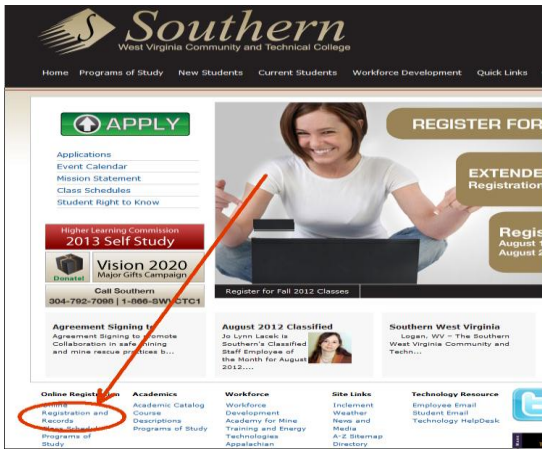 Southern
West Virginia Community and Technical College
Home Programs of Study New Students Current Students Workforce Development Quick Links
APPLY
REGISTER FOR
Applications
Event Calendar
Mission Statement
Class Schedules
Student Right to Know
EXTENDE
Registration
Regis
August 1
August 2
Higher Learning Commission
2013 Self Study
Donate!
Vision 2020
Major Gifts Campaign
Call Southern
304-792-7098 | 1-866-SWVCTC1
Register for Fall 2012 Classes
Agreement Signing to
Agreement Signing to Promote
Collaboration in safe mining
and mine rescue practices b...
August 2012 Classified
Jo Lynn Lacek is
Southern's Classified
Staff Employee of
the Month for August
2012....
Southern West Virginia
Logan, WV – The Southern
West Virginia Community and
Techn...
Online Registration
Online
Registration and
Records
Class Schedules
Programs of
Study
Academics
Academic Catalog
Course
Descriptions
Programs of Study
Workforce
Workforce
Development
Academy for Mine
Training and Energy
Technologies
Appalachian
Site Links
Inclement
Weather
News and
Media
A-Z Sitemap
Directory
Technology Resource
Employee Email
Student Email
Technology HelpDesk